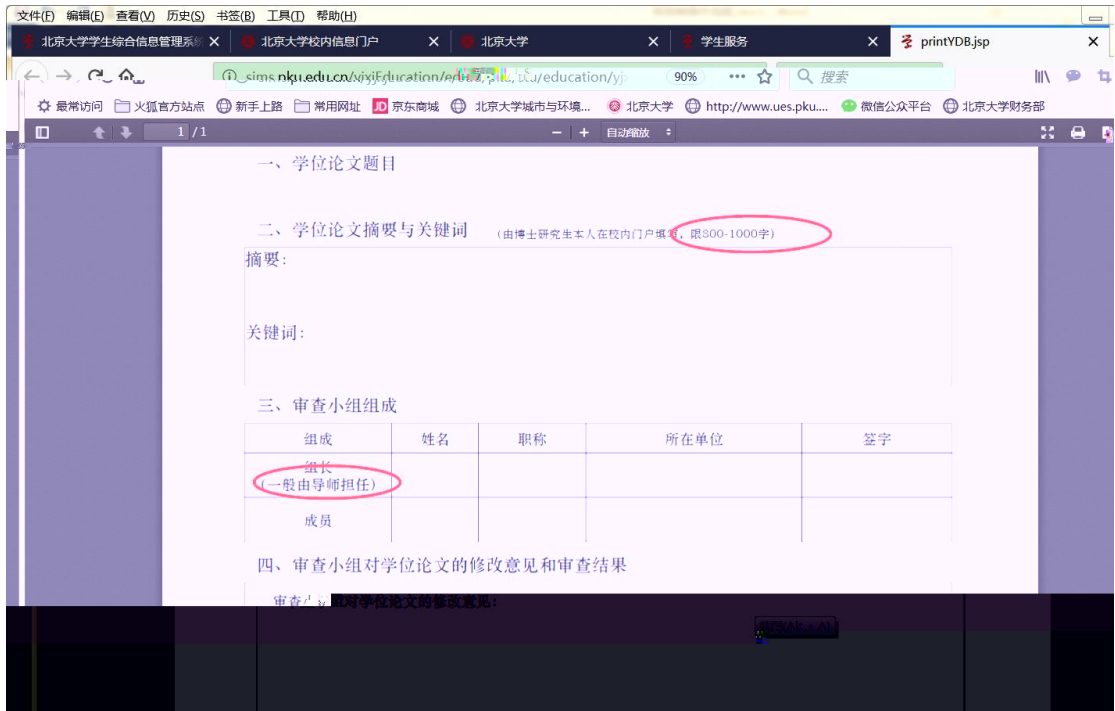 文件(F) 编辑(E) 查看(V) 历史(S) 书签(B) 工具(T) 帮助(H)
北京大学学生综合信息管理系统 北京大学校内信息门户 北京大学 学生服务 printYDB.jsp
sims.pku.edu.cn 90% 搜索
最常访问 火狐官方站点 新手上路 常用网址 JD 京东商城 北京大学城市与环境... 北京大学 http://www.ues.pku.... 微信公众平台 北京大学财务部
1 / 1 自动缩放
一、学位论文题目
二、学位论文摘要与关键词 (由博士研究生本人在校内门户填写，限800-1000字)
摘要：
关键词：
三、审查小组组成
组成 姓名 职称 所在单位 签字
组长
(一般由导师担任)
成员
四、审查小组对学位论文的修改意见和审查结果
审查小组对学位论文的修改意见：